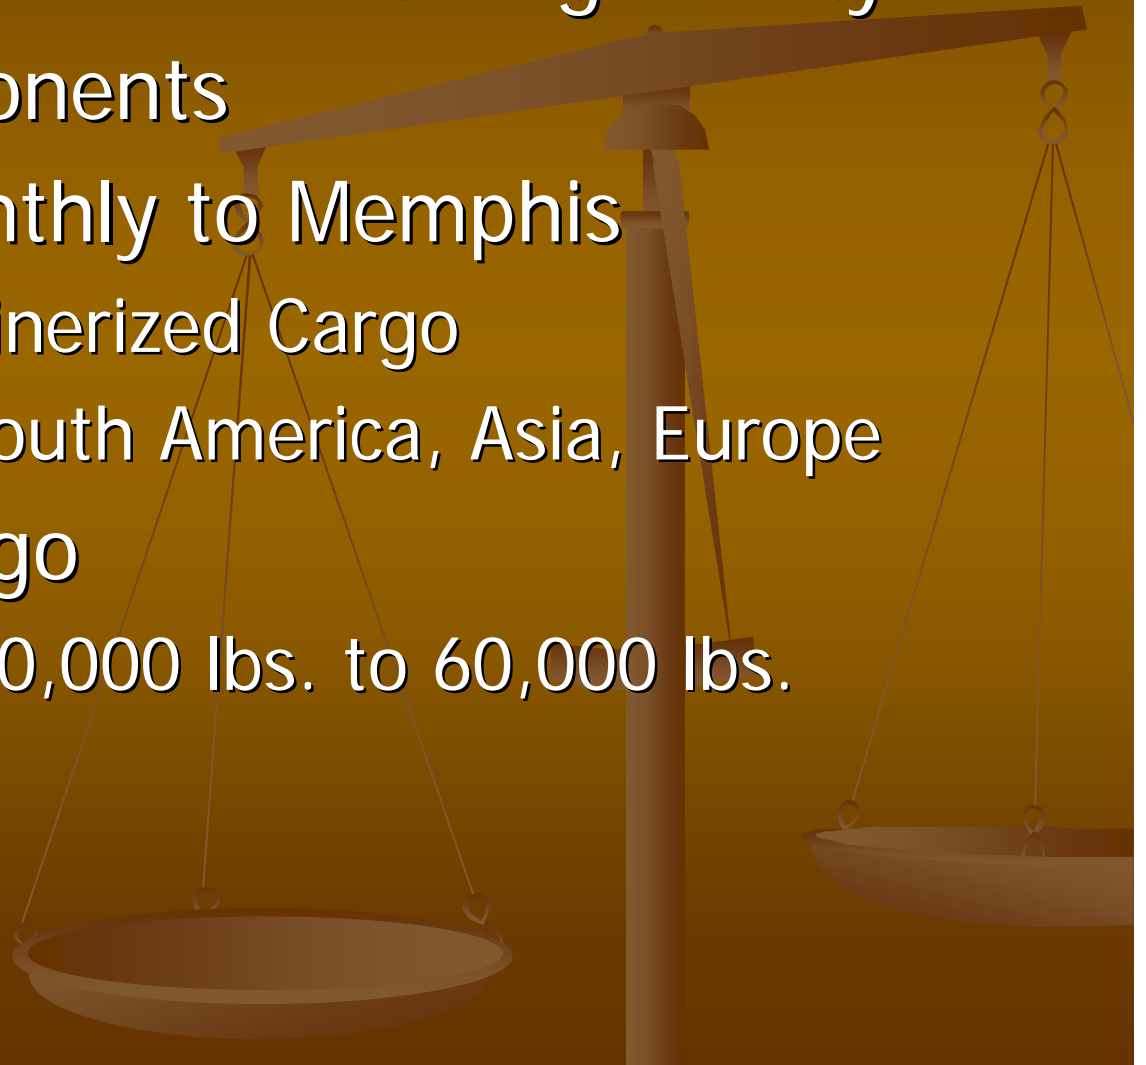 onents
nthly to Memphis
inerized Cargo
outh America, Asia, Europe
go
0,000 lbs. to 60,000 lbs.